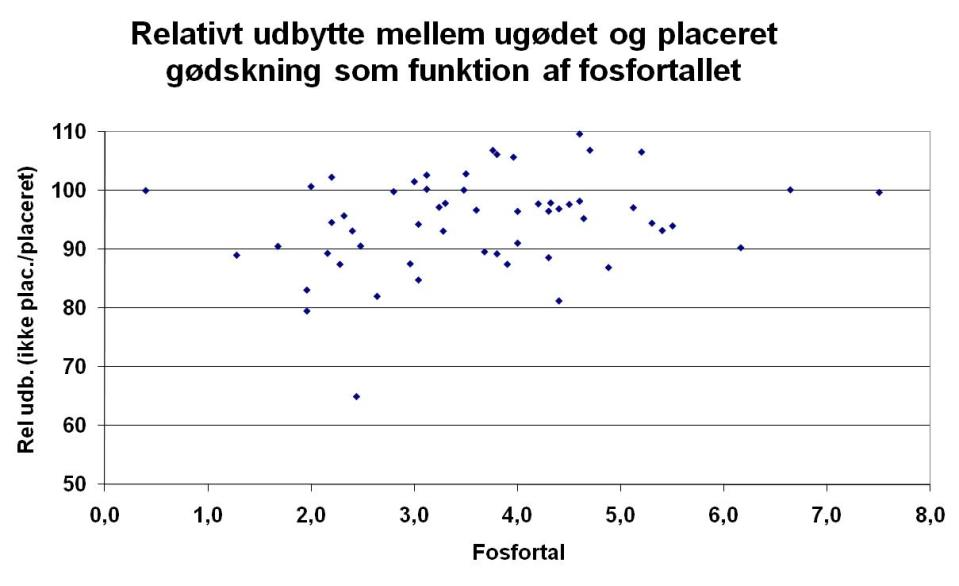 Relativt udbytte mellem ugødet og placeret
gødskning som funktion af fosfortallet
Rel udb. (ikke plac./placeret)
110
100
90
80
70
60
50
0,0 1,0 2,0 3,0 4,0 5,0 6,0 7,0 8,0
Fosfortal